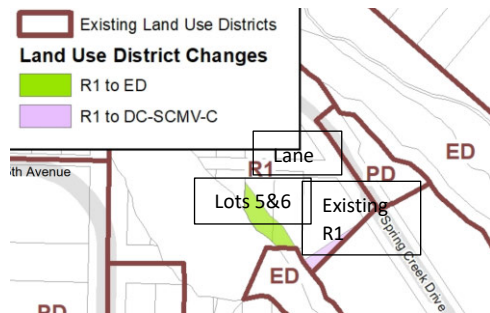 Existing Land Use Districts
Land Use District Changes
R1 to ED
R1 to DC-SCMV-C
ED
Lane
R1
PD
th Avenue
Lots 5&6
Existing
R1
Spring Creek Drive
ED
PD